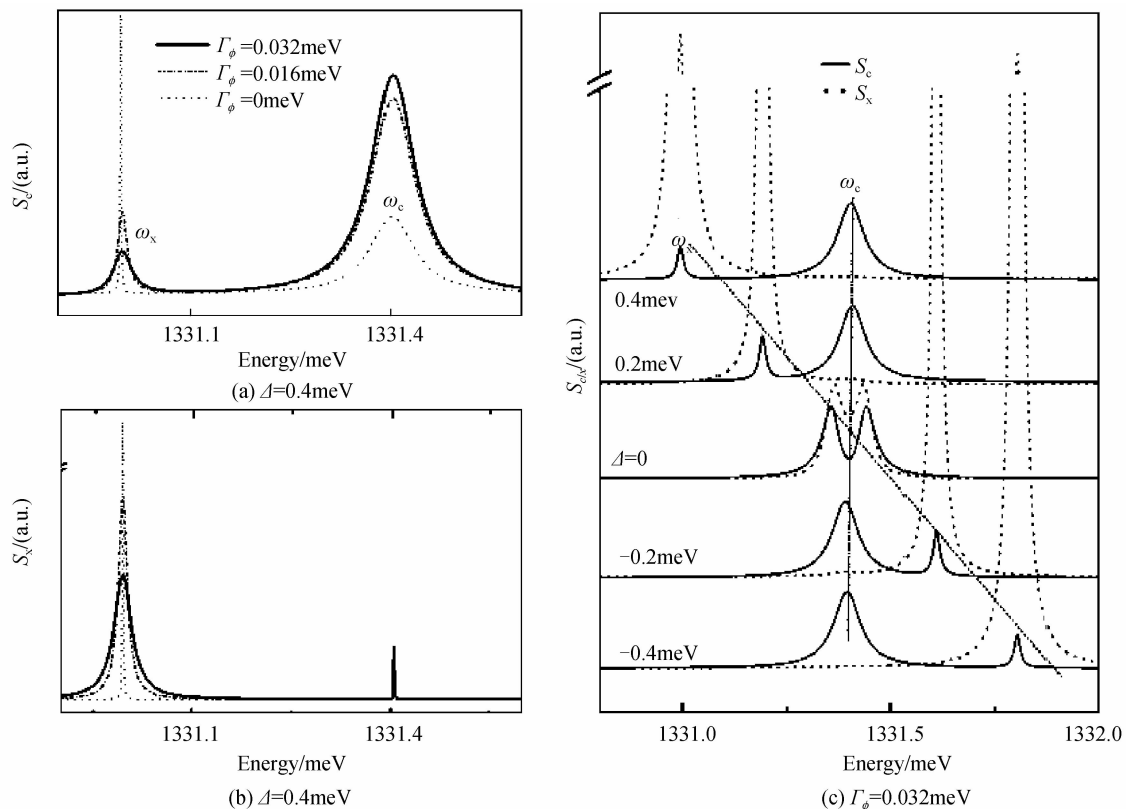 Γϕ=0.032meV
Γϕ=0.016meV
Γϕ=0meV
Sc/(a.u.)
ωx
ωc
1331.1
1331.4
Energy/meV
(a) Δ=0.4meV
Sx/(a.u.)
1331.1
1331.4
Energy/meV
(b) Δ=0.4meV
Sc
Sx
ωc
ωx
0.4mev
0.2meV
Sc/x/(a.u.)
Δ=0
−0.2meV
−0.4meV
1331.0
1331.5
1332.0
Energy/meV
(c) Γϕ=0.032meV